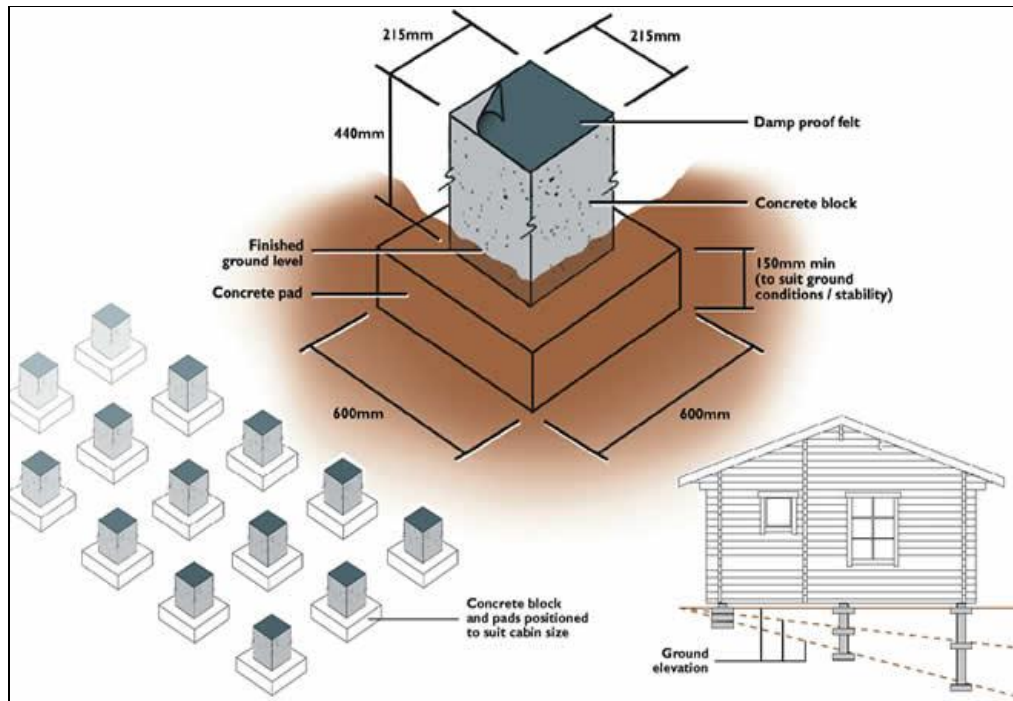 215mm
215mm
440mm
Damp proof felt
Concrete block
Finished
ground level
Concrete pad
150mm min
(to suit ground
conditions / stability)
600mm
600mm
Concrete block
and pads positioned
to suit cabin size
Ground
elevation